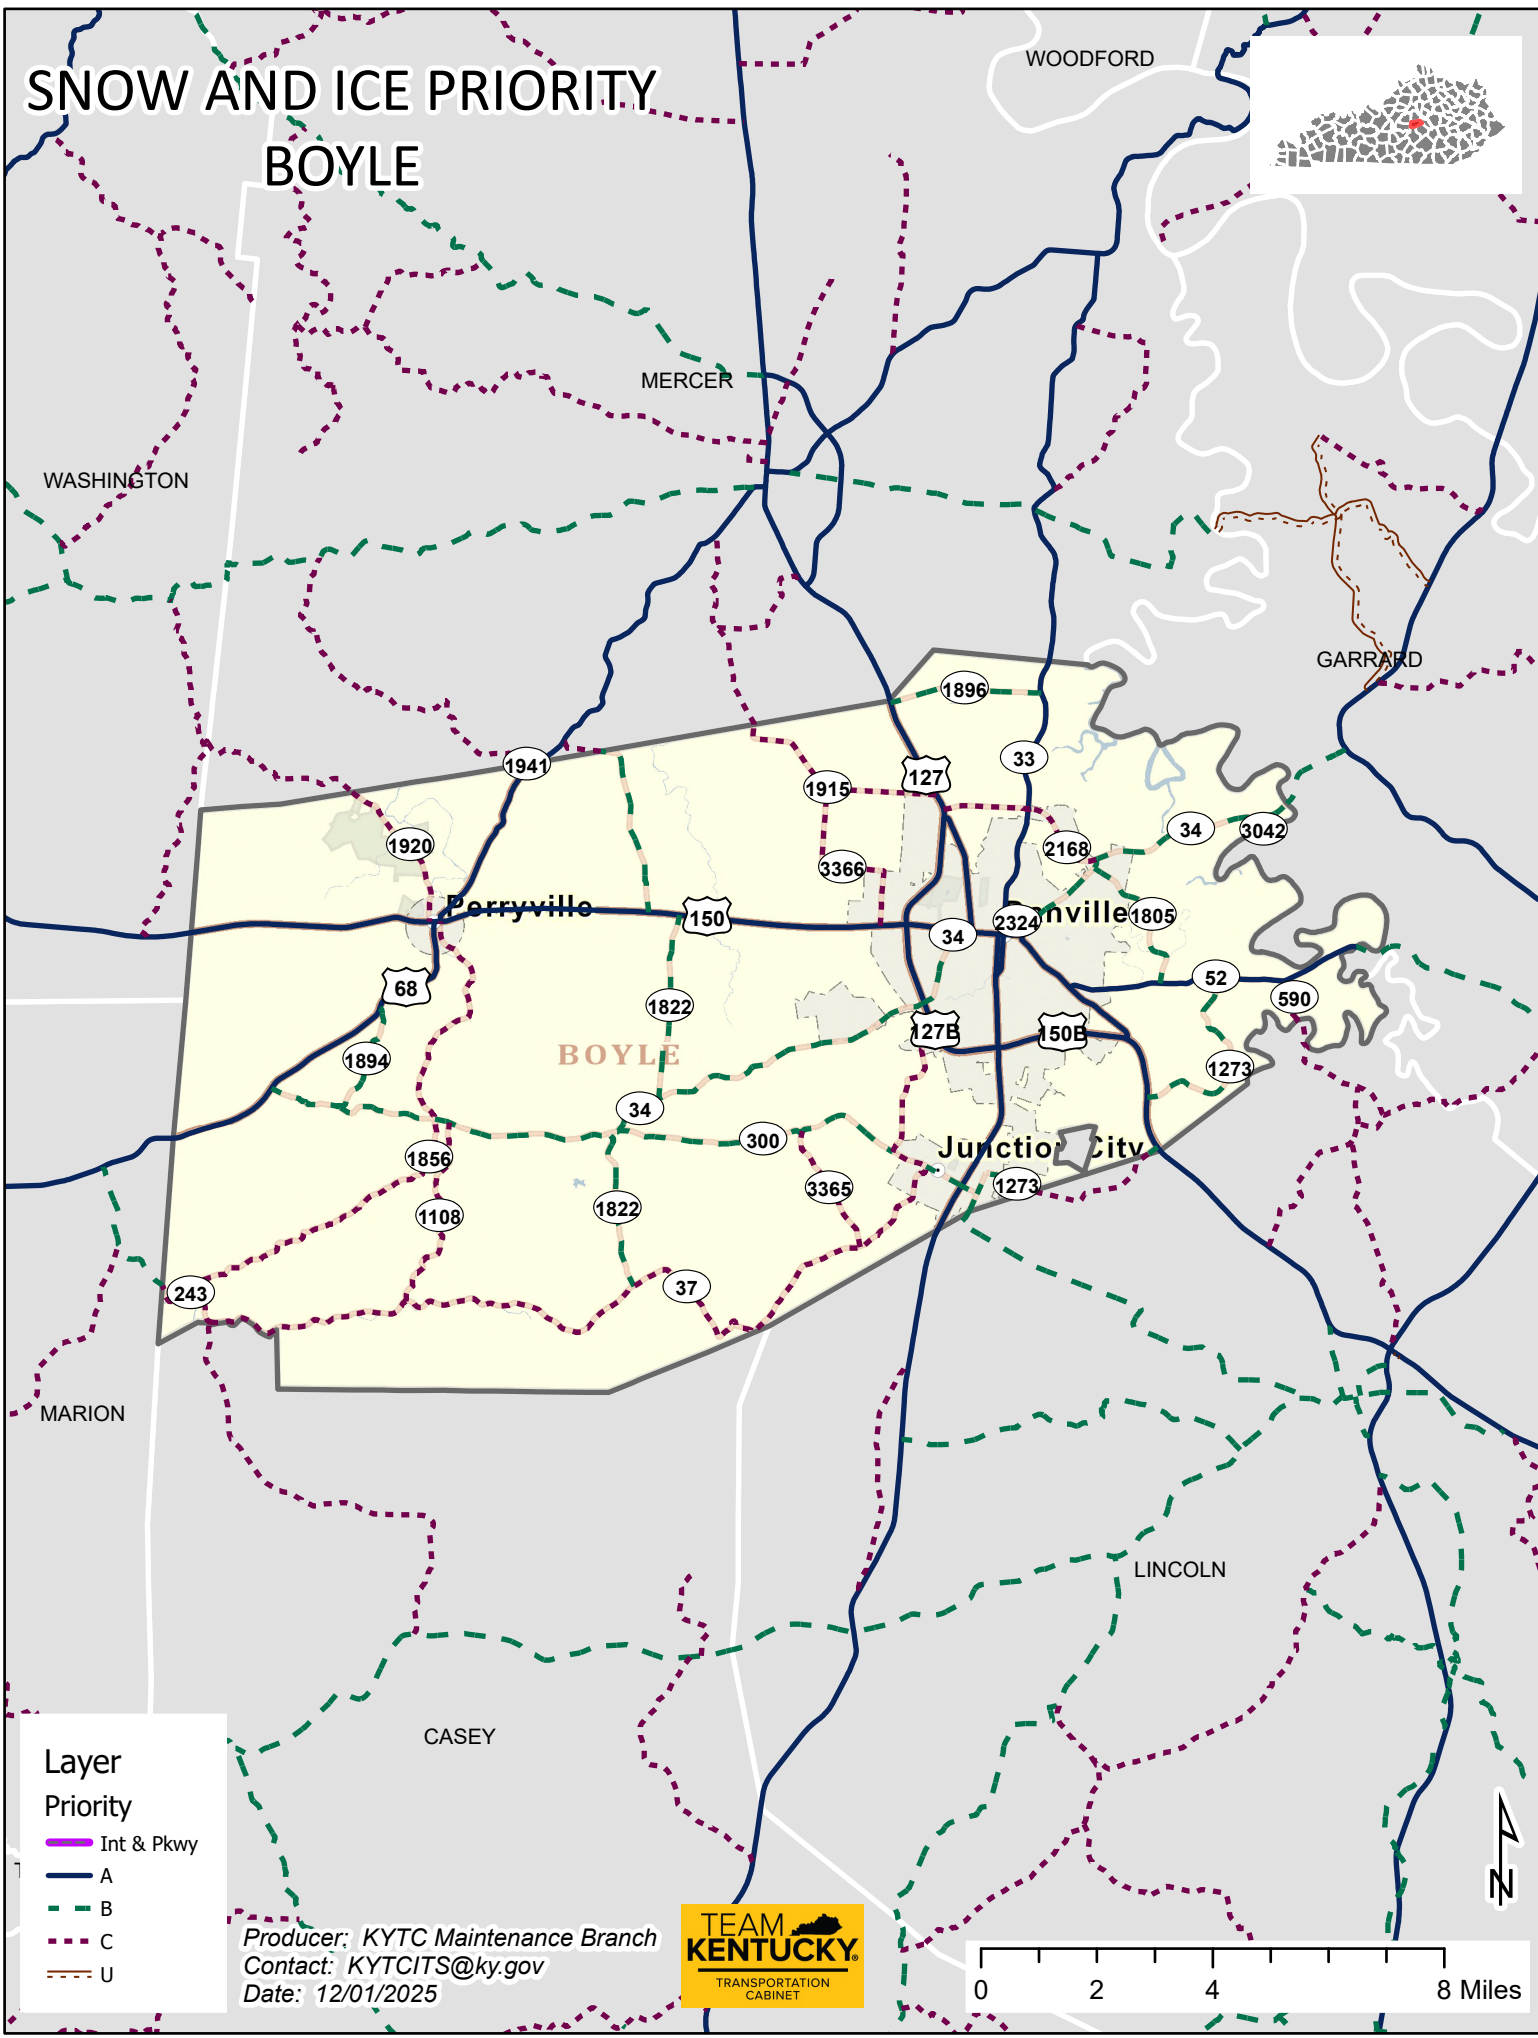 SNOW AND ICE PRIORITY
BOYLE
WOODFORD
MERCER
WASHINGTON
GARRARD
1896
1941
127
33
1915
1920
34
3042
2168
3366
Perryville
150
Danville
2324
1805
34
68
52
590
1822
127B
150B
BOYLE
1894
1273
34
300
Junction City
1856
3365
1273
1108
1822
243
37
MARION
LINCOLN
CASEY
Layer
Priority
Int & Pkwy
A
B
C
U
Producer: KYTC Maintenance Branch
Contact: KYTCITS@ky.gov
Date: 12/01/2025
TEAM
KENTUCKY®
TRANSPORTATION
CABINET
N
0 2 4 8 Miles